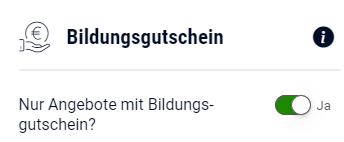 Bildungsgutschein
Nur Angebote mit Bildungs-
gutschein?
Ja